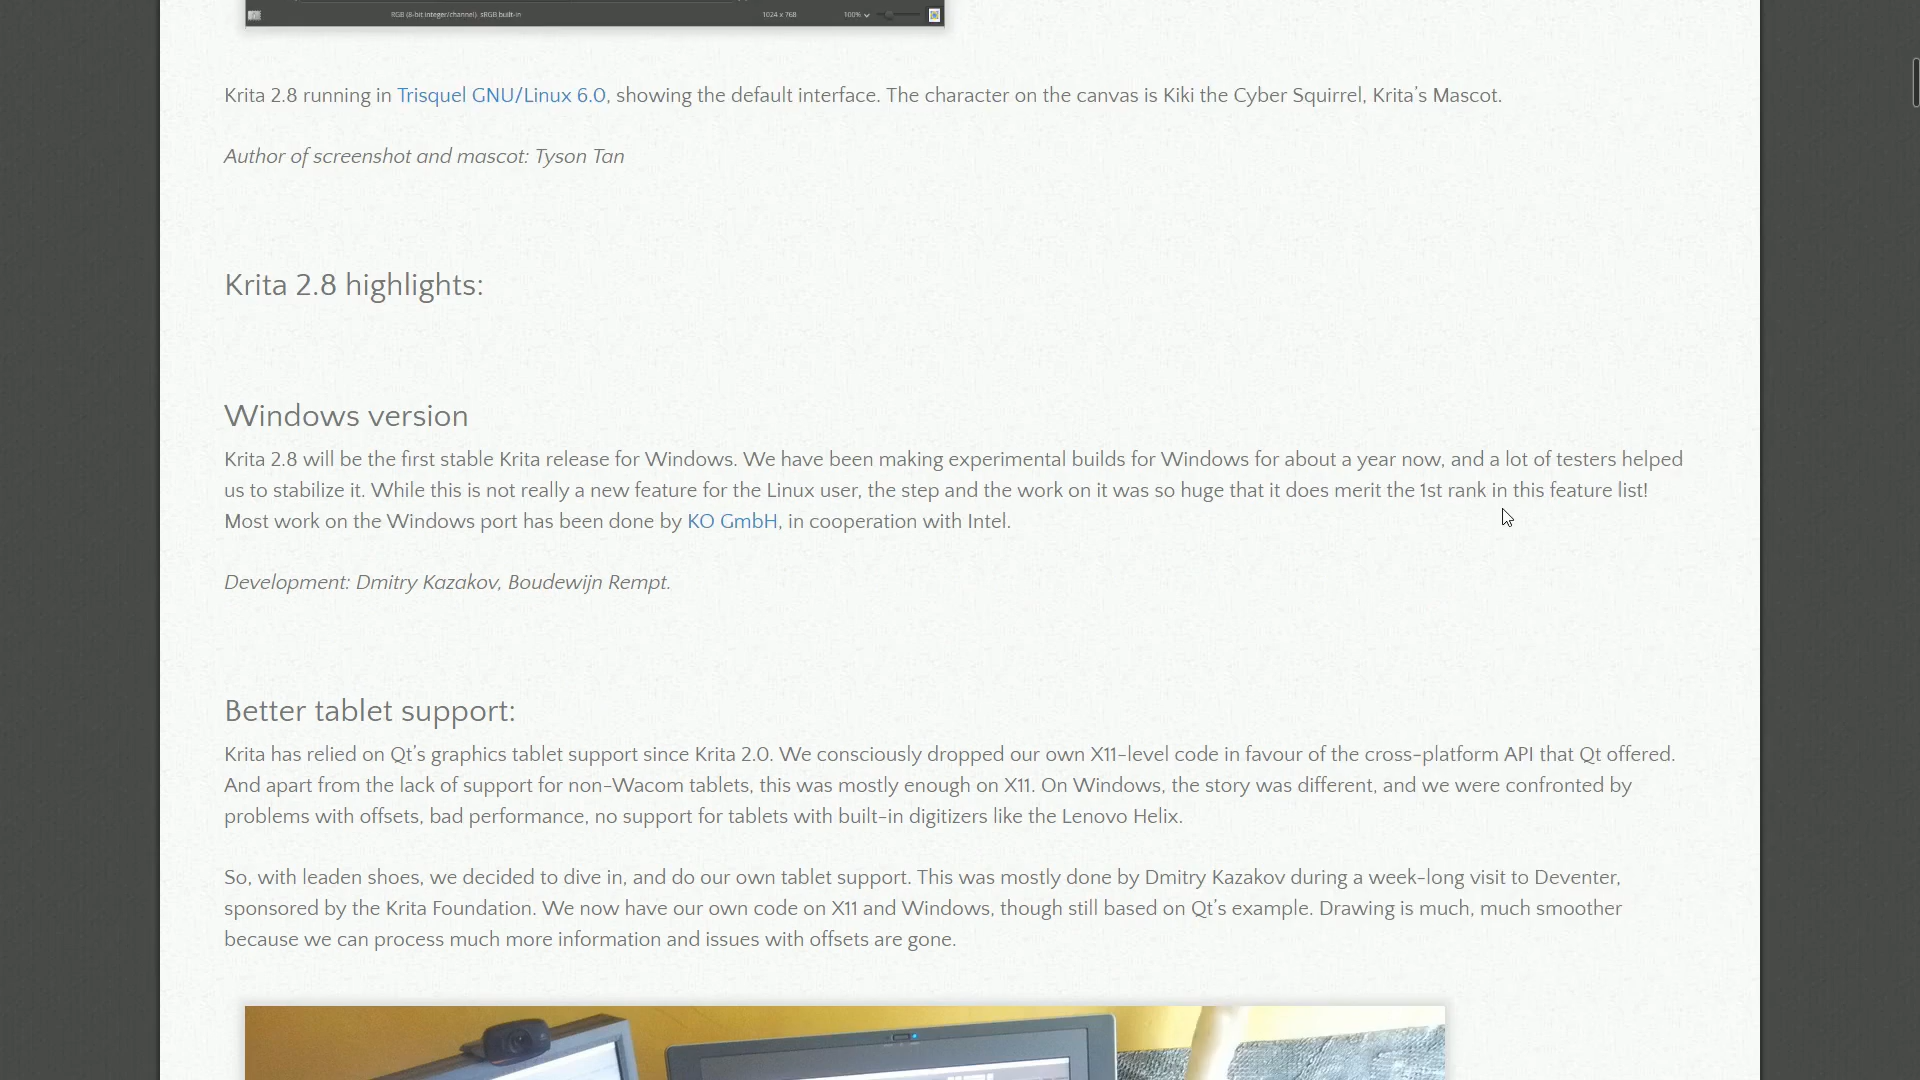 RGB (8-bit integer/channel) sRGB built-in 1024 x 768 100%
Krita 2.8 running in Trisquel GNU/Linux 6.0, showing the default interface. The character on the canvas is Kiki the Cyber Squirrel, Krita’s Mascot.
Author of screenshot and mascot: Tyson Tan
Krita 2.8 highlights:
Windows version
Krita 2.8 will be the first stable Krita release for Windows. We have been making experimental builds for Windows for about a year now, and a lot of testers helped
us to stabilize it. While this is not really a new feature for the Linux user, the step and the work on it was so huge that it does merit the 1st rank in this feature list!
Most work on the Windows port has been done by KO GmbH, in cooperation with Intel.
Development: Dmitry Kazakov, Boudewijn Rempt.
Better tablet support:
Krita has relied on Qt’s graphics tablet support since Krita 2.0. We consciously dropped our own X11-level code in favour of the cross-platform API that Qt offered.
And apart from the lack of support for non-Wacom tablets, this was mostly enough on X11. On Windows, the story was different, and we were confronted by
problems with offsets, bad performance, no support for tablets with built-in digitizers like the Lenovo Helix.
So, with leaden shoes, we decided to dive in, and do our own tablet support. This was mostly done by Dmitry Kazakov during a week-long visit to Deventer,
sponsored by the Krita Foundation. We now have our own code on X11 and Windows, though still based on Qt’s example. Drawing is much, much smoother
because we can process much more information and issues with offsets are gone.